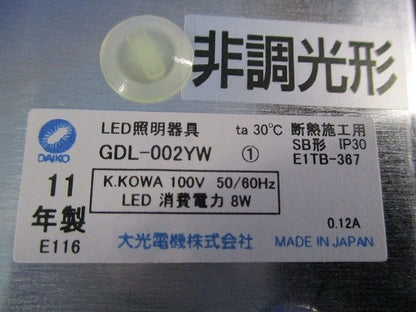 非調光形
LED照明器具 ta 30℃ 断熱施工用
DAIKO GDL-002YW ① SB形 IP30
E1TB-367
11年製
K.KOWA 100V 50/60Hz
LED 消費電力 8W
E116
0.12A
大光電機株式会社 MADE IN JAPAN